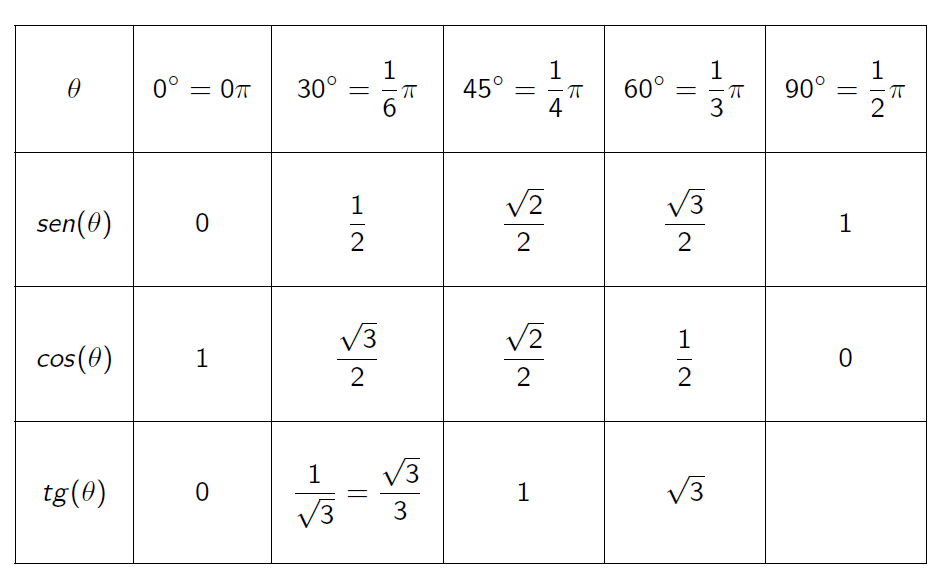 θ 0° = 0π 30° = 1/6 π 45° = 1/4 π 60° = 1/3 π 90° = 1/2 π
sen(θ) 0 1/2 √2/2 √3/2 1
cos(θ) 1 √3/2 √2/2 1/2 0
tg(θ) 0 1/√3 = √3/3 1 √3